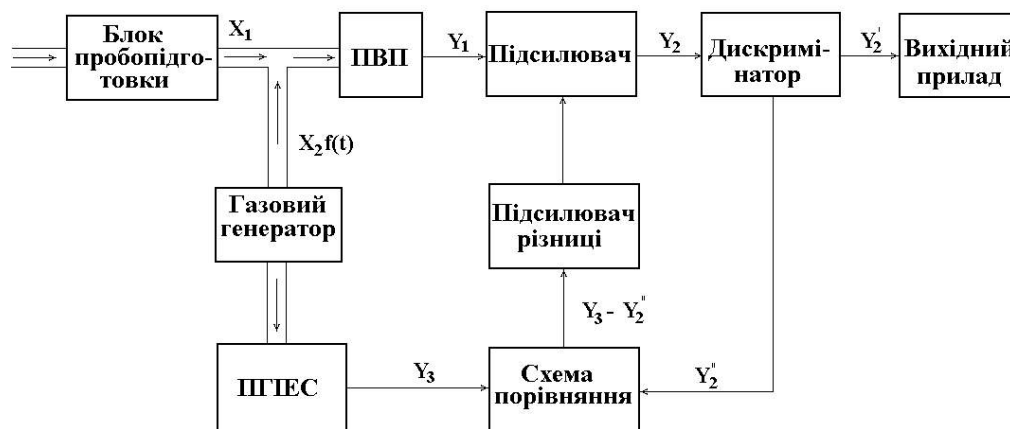 Блок
пробопідго-
товки
X₁
ПВП
Y₁
Підсилювач
Y₂
Дискримі-
натор
Y₂'
Вихідний
прилад
X₂f(t)
Газовий
генератор
Підсилювач
різниці
Y₃ - Y₂"
ПГІЕС
Y₃
Схема
порівняння
Y₂"